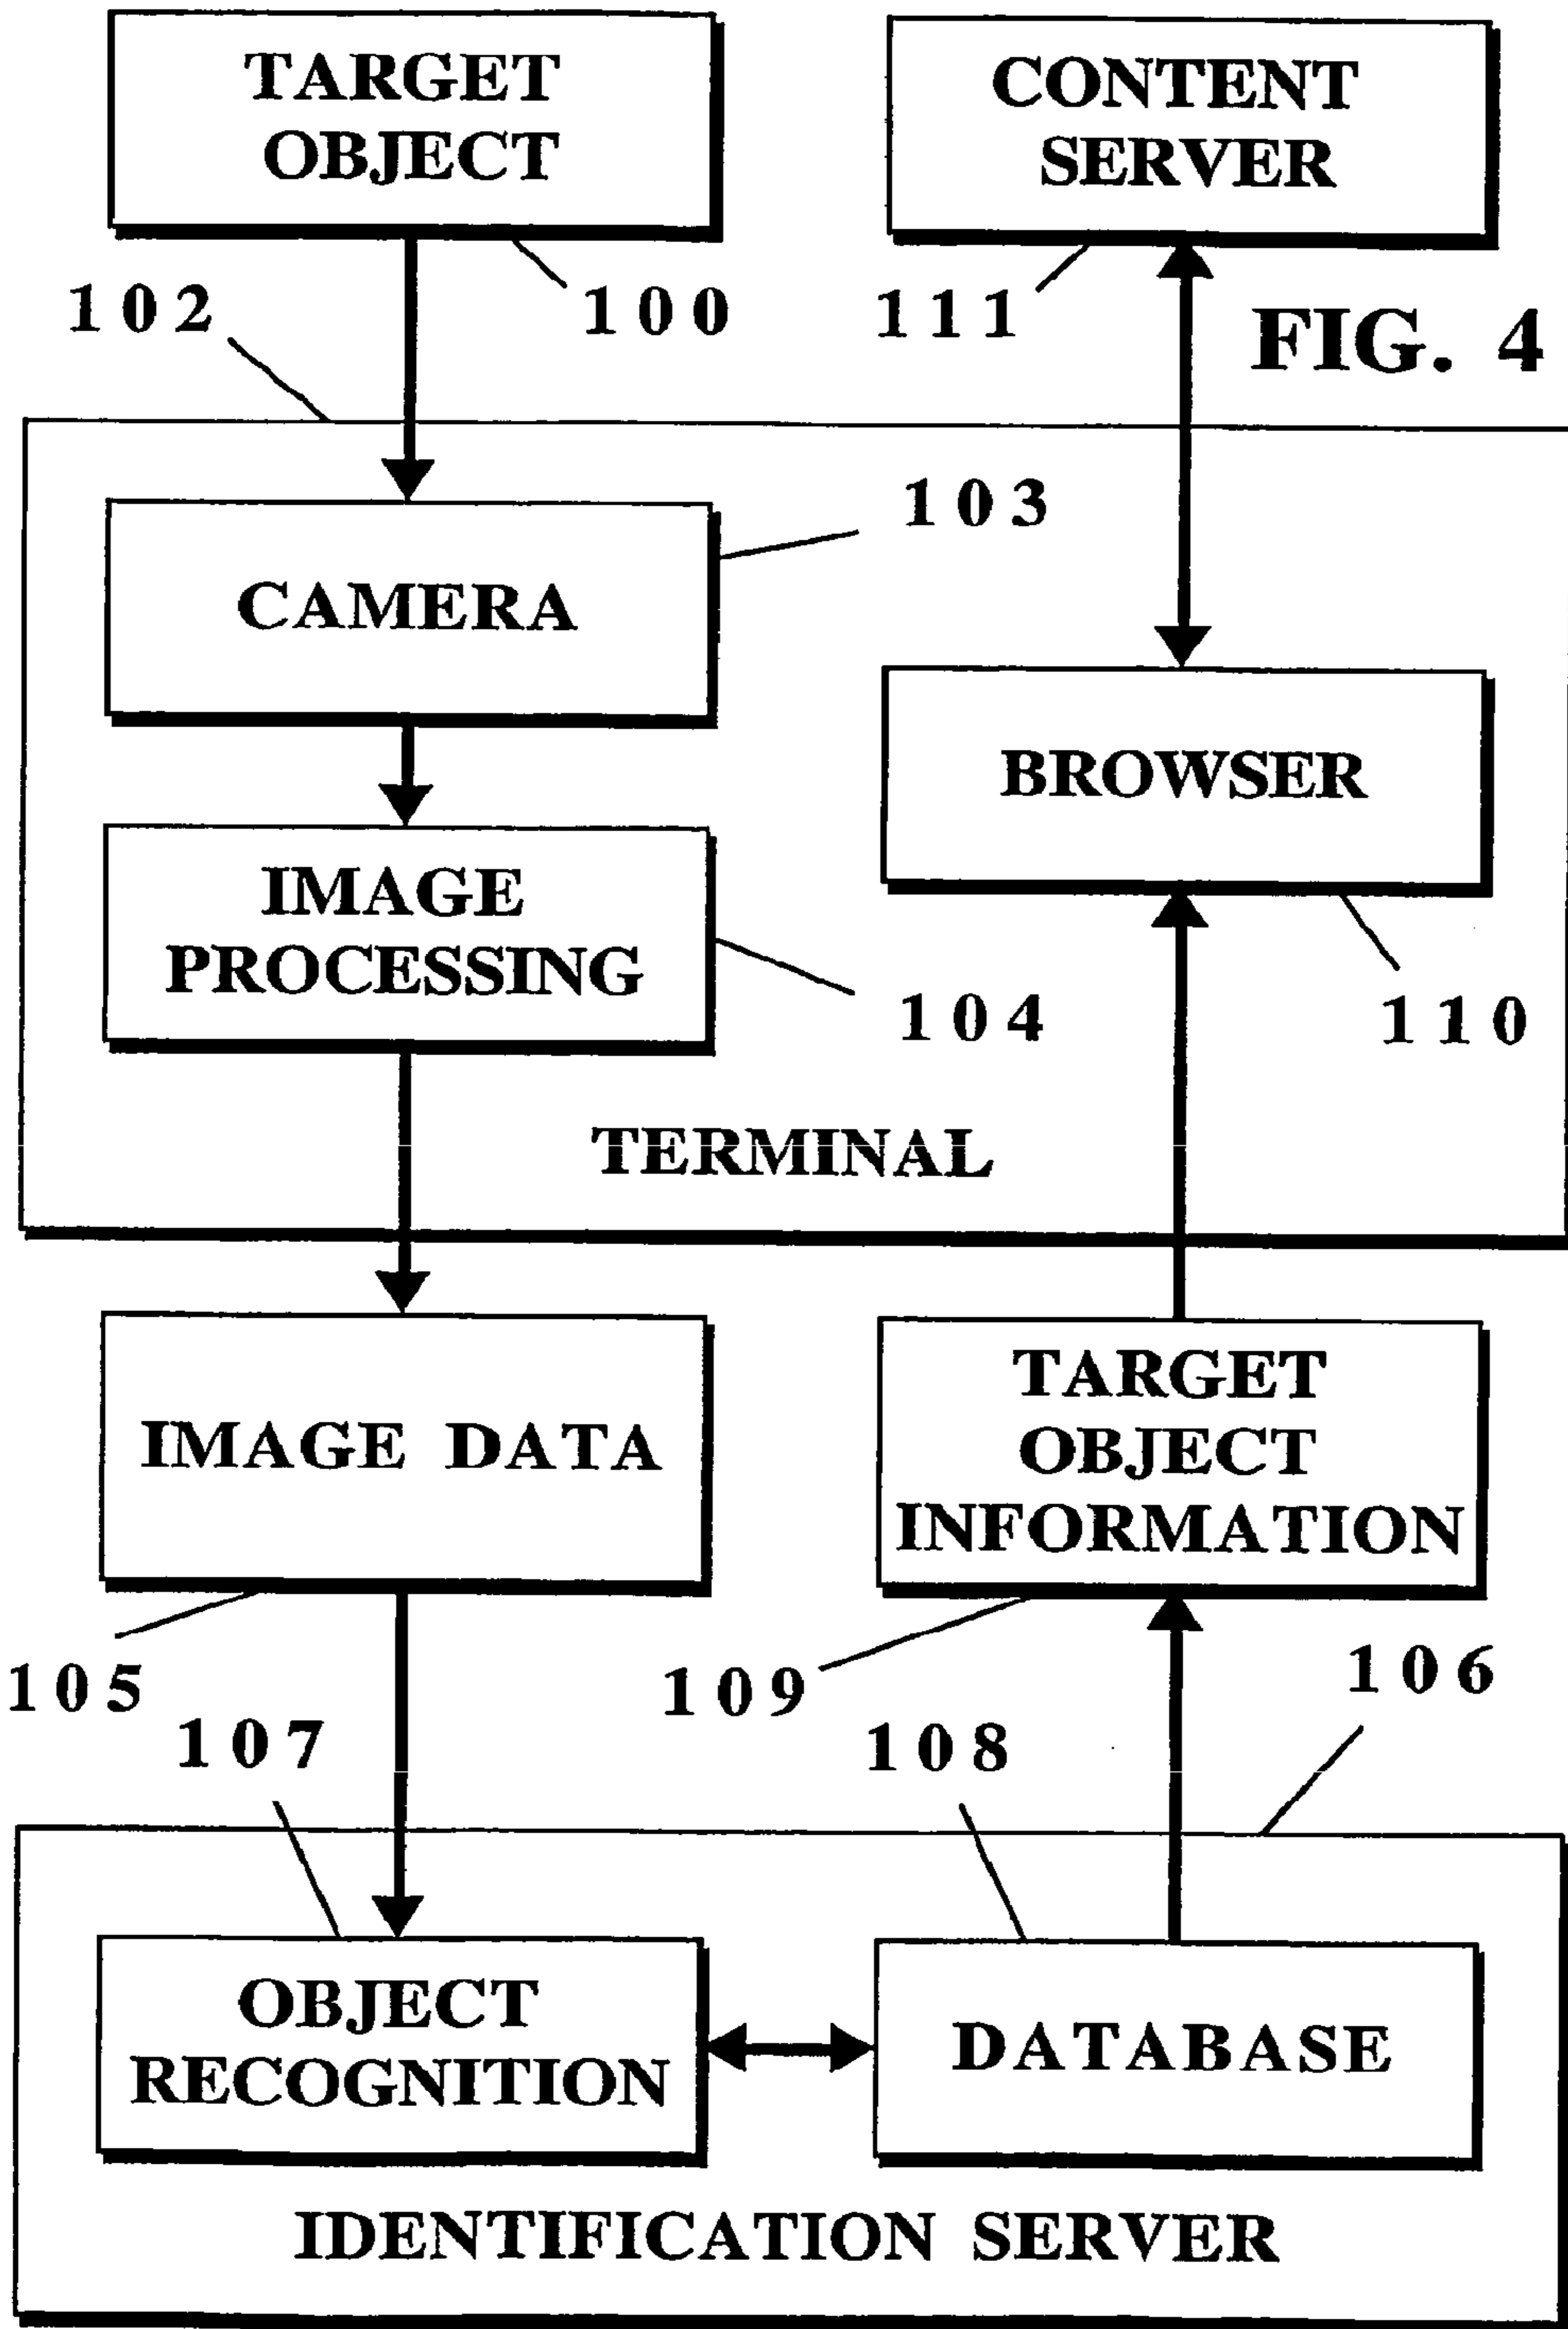 TARGET
OBJECT
CONTENT
SERVER
102
100
111
FIG. 4
103
CAMERA
BROWSER
IMAGE
PROCESSING
104
110
TERMINAL
IMAGE DATA
TARGET
OBJECT
INFORMATION
105
109
106
107
108
OBJECT
RECOGNITION
DATABASE
IDENTIFICATION SERVER